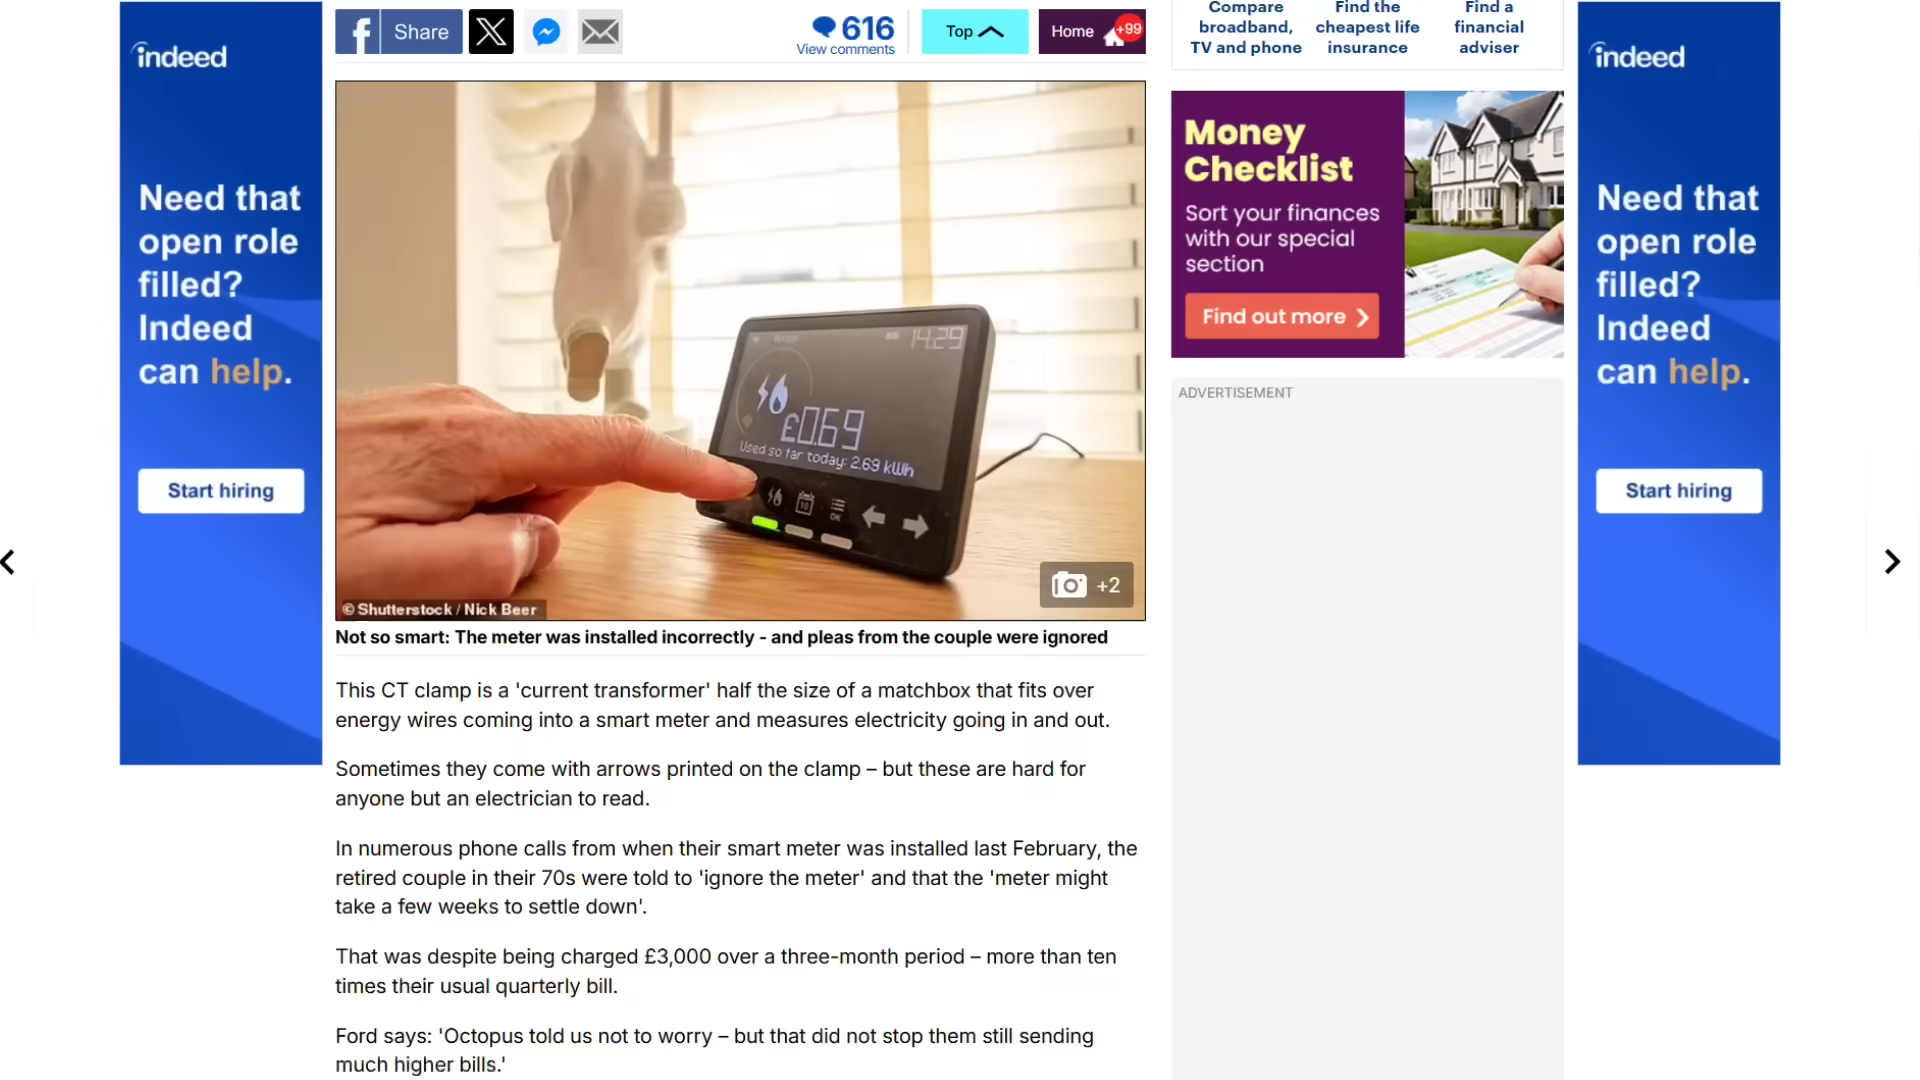 indeed
Need that
open role
filled?
Indeed
can help.
Start hiring
Share
616
View comments
Top
Home
+99
14:29
£0.69
Used so far today: 2.69 kWh
10
OK
+2
© Shutterstock / Nick Beer
Not so smart: The meter was installed incorrectly - and pleas from the couple were ignored
This CT clamp is a 'current transformer' half the size of a matchbox that fits over
energy wires coming into a smart meter and measures electricity going in and out.
Sometimes they come with arrows printed on the clamp – but these are hard for
anyone but an electrician to read.
In numerous phone calls from when their smart meter was installed last February, the
retired couple in their 70s were told to 'ignore the meter' and that the 'meter might
take a few weeks to settle down'.
That was despite being charged £3,000 over a three-month period – more than ten
times their usual quarterly bill.
Ford says: 'Octopus told us not to worry – but that did not stop them still sending
much higher bills.'
Compare
broadband,
TV and phone
Find the
cheapest life
insurance
Find a
financial
adviser
Money
Checklist
Sort your finances
with our special
section
Find out more
ADVERTISEMENT
indeed
Need that
open role
filled?
Indeed
can help.
Start hiring